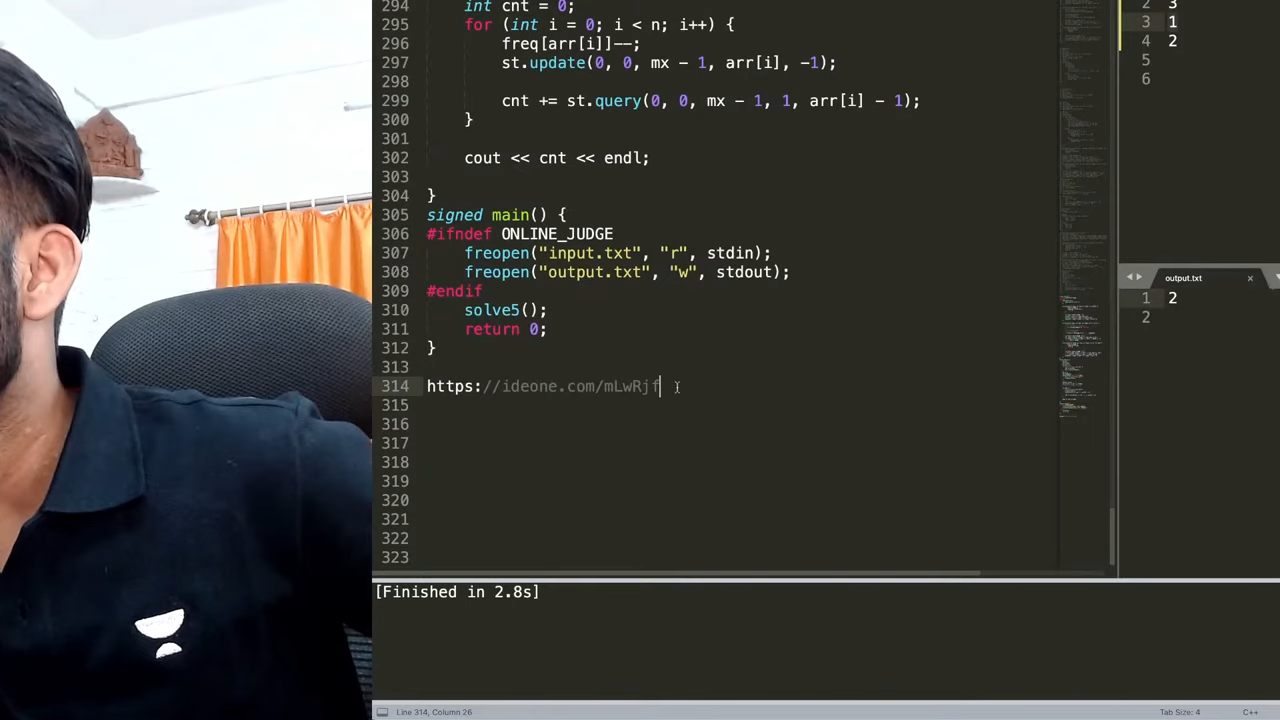 294 int cnt = 0;
295 for (int i = 0; i < n; i++) {
296 freq[arr[i]]--;
297 st.update(0, 0, mx - 1, arr[i], -1);
298
299 cnt += st.query(0, 0, mx - 1, 1, arr[i] - 1);
300 }
301
302 cout << cnt << endl;
303
304 }
305 signed main() {
306 #ifndef ONLINE_JUDGE
307 freopen("input.txt", "r", stdin);
308 freopen("output.txt", "w", stdout);
309 #endif
310 solve5();
311 return 0;
312 }
313
314 https://ideone.com/mLwRjf
315
316
317
318
319
320
321
322
323
[Finished in 2.8s]
Line 314, Column 26
Tab Size: 4
C++
2 3
3 1
4 2
5
6
output.txt
1 2
2